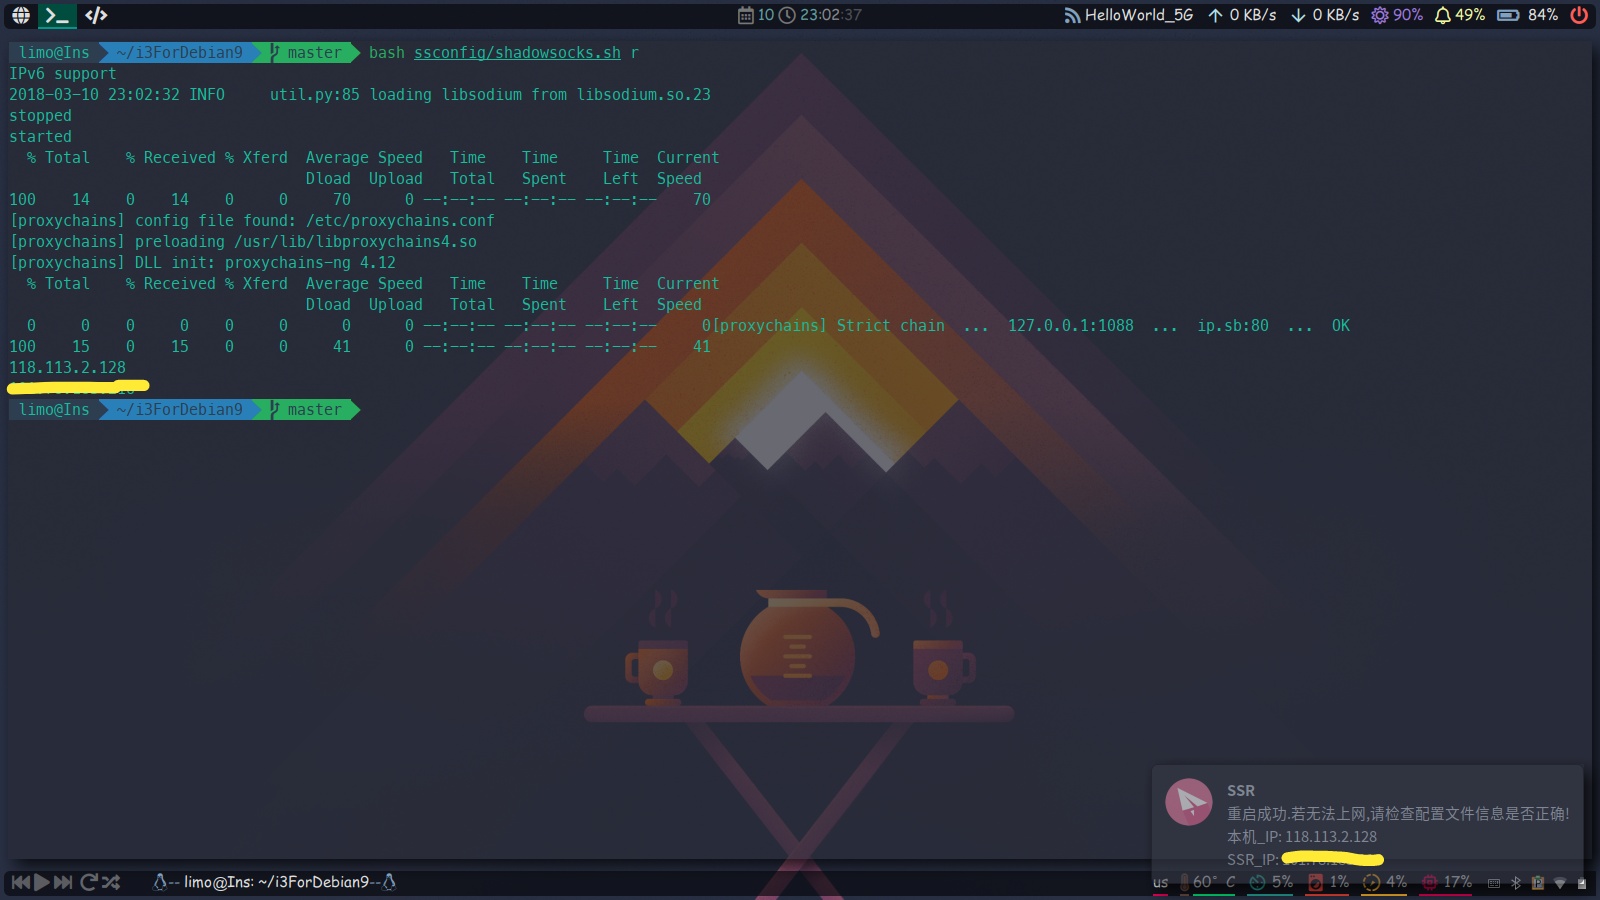 10 23:02:37 HelloWorld_5G 0 KB/s 0 KB/s 90% 49% 84%
limo@Ins ~/i3ForDebian9 master bash ssconfig/shadowsocks.sh r
IPv6 support
2018-03-10 23:02:32 INFO     util.py:85 loading libsodium from libsodium.so.23
stopped
started
  % Total    % Received % Xferd  Average Speed   Time    Time     Time  Current
                                 Dload  Upload   Total   Spent    Left  Speed
100    14    0    14    0     0     70      0 --:--:-- --:--:-- --:--:--    70
[proxychains] config file found: /etc/proxychains.conf
[proxychains] preloading /usr/lib/libproxychains4.so
[proxychains] DLL init: proxychains-ng 4.12
  % Total    % Received % Xferd  Average Speed   Time    Time     Time  Current
                                 Dload  Upload   Total   Spent    Left  Speed
  0     0    0     0    0     0      0      0 --:--:-- --:--:-- --:--:--     0[proxychains] Strict chain  ...  127.0.0.1:1088  ...  ip.sb:80  ...  OK
100    15    0    15    0     0     41      0 --:--:-- --:--:-- --:--:--    41
118.113.2.128
limo@Ins ~/i3ForDebian9 master
SSR
重启成功.若无法上网,请检查配置文件信息是否正确!
本机_IP: 118.113.2.128
SSR_IP:
-- limo@Ins: ~/i3ForDebian9-- us 60° C 5% 1% 4% 17%